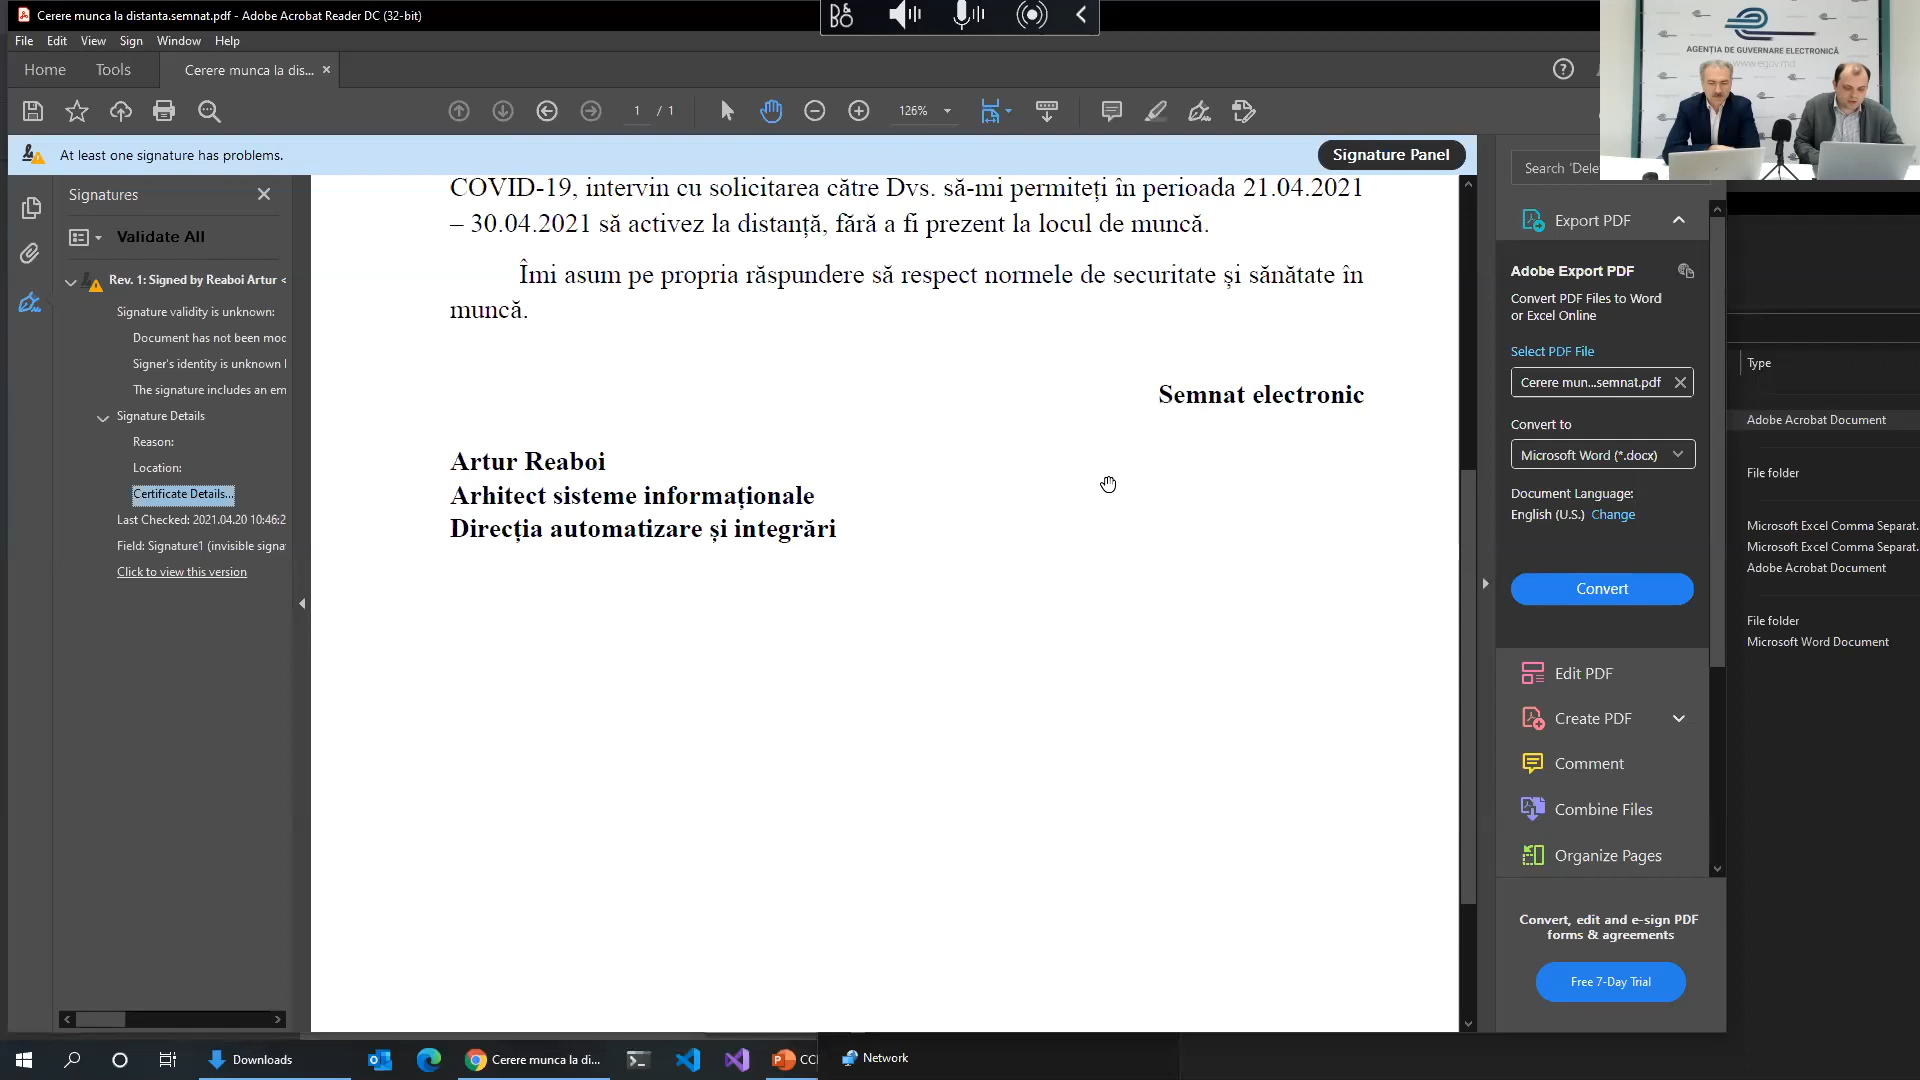 Cerere munca la distanta.semnat.pdf - Adobe Acrobat Reader DC (32-bit)
File Edit View Sign Window Help
Home Tools Cerere munca la dis...
1 / 1
126%
At least one signature has problems.
Signature Panel
Signatures
Validate All
Rev. 1: Signed by Reaboi Artur <
Signature validity is unknown:
Document has not been mod
Signer's identity is unknown
The signature includes an em
Signature Details
Reason:
Location:
Certificate Details...
Last Checked: 2021.04.20 10:46:2
Field: Signature1 (invisible signa
Click to view this version
COVID-19, intervin cu solicitarea către Dvs. să-mi permiteți în perioada 21.04.2021
– 30.04.2021 să activez la distanță, fără a fi prezent la locul de muncă.
Îmi asum pe propria răspundere să respect normele de securitate și sănătate în
muncă.
Semnat electronic
Artur Reaboi
Arhitect sisteme informaționale
Direcția automatizare și integrări
Search 'Dele
Export PDF
Adobe Export PDF
Convert PDF Files to Word
or Excel Online
Select PDF File
Cerere mun...semnat.pdf
Convert to
Microsoft Word (*.docx)
Document Language:
English (U.S.) Change
Convert
Edit PDF
Create PDF
Comment
Combine Files
Organize Pages
Convert, edit and e-sign PDF
forms & agreements
Free 7-Day Trial
AGENȚIA DE GUVERNARE ELECTRONICĂ
www.egov.md
Type
Adobe Acrobat Document
File folder
Microsoft Excel Comma Separat.
Microsoft Excel Comma Separat.
Adobe Acrobat Document
File folder
Microsoft Word Document
Downloads
Cerere munca la di...
Network